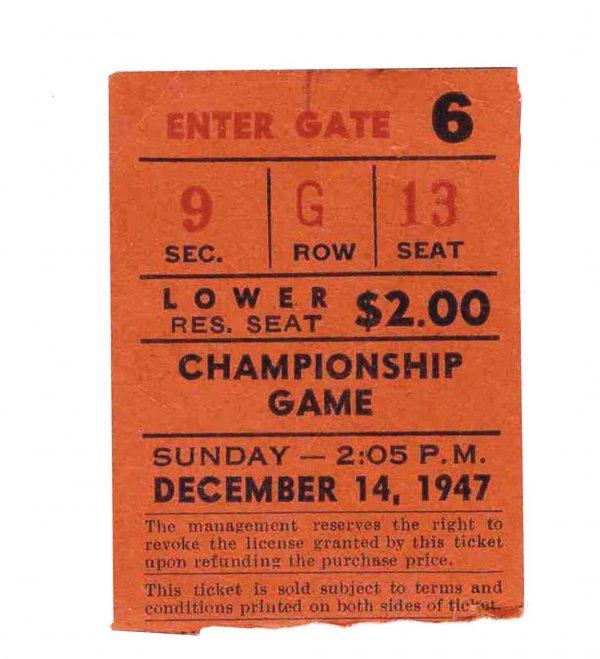 ENTER GATE 6
9 G 13
SEC. ROW SEAT
LOWER
RES. SEAT $2.00
CHAMPIONSHIP
GAME
SUNDAY — 2:05 P.M.
DECEMBER 14, 1947
The management reserves the right to
revoke the license granted by this ticket
upon refunding the purchase price.
This ticket is sold subject to terms and
conditions printed on both sides of ticket.